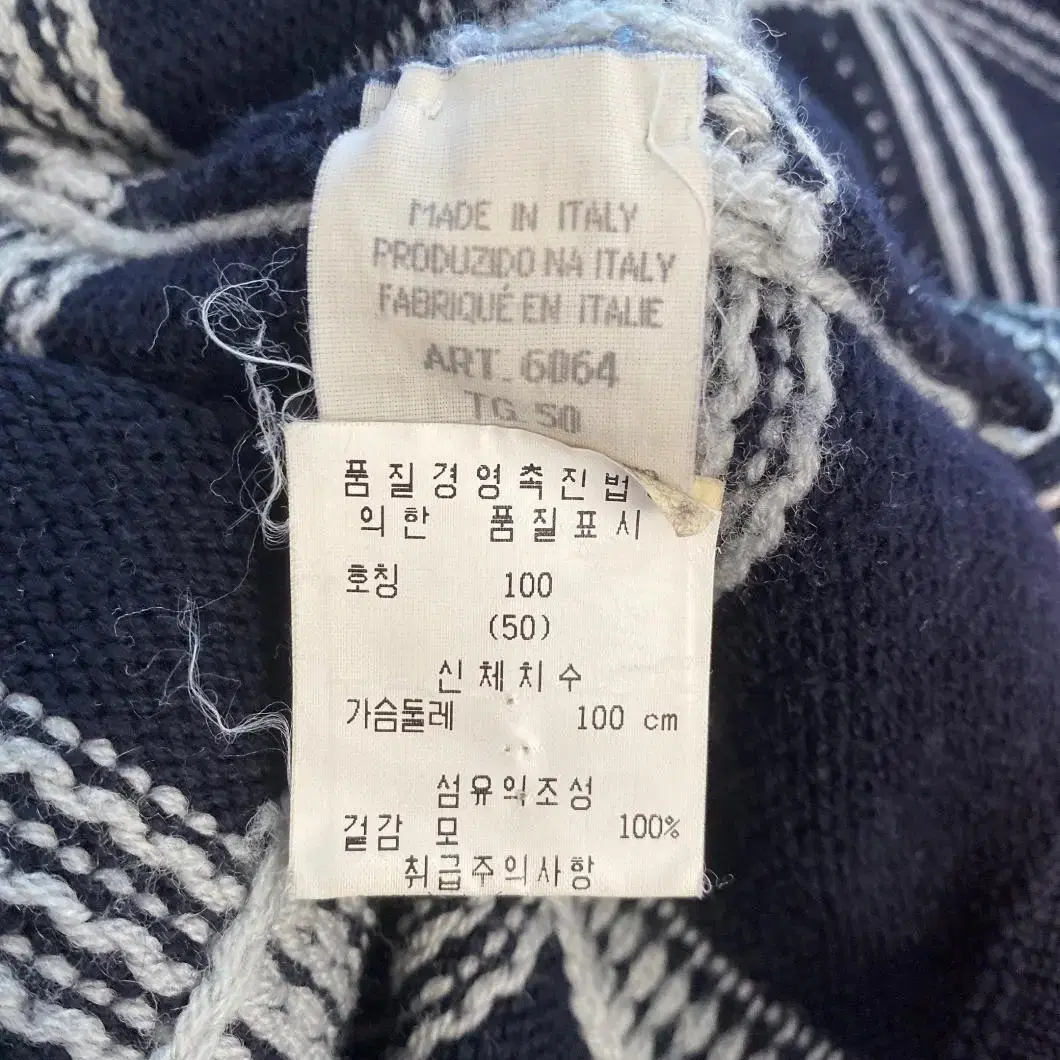 MADE IN ITALY
PRODUZIDO NA ITALY
FABRIQUÉ EN ITALIE
ART. 6064
TG 50
품질경영촉진법
의한 품질표시
호칭 100
(50)
신체치수
가슴둘레 100 cm
섬유의조성
겉감 모 100%
취급주의사항